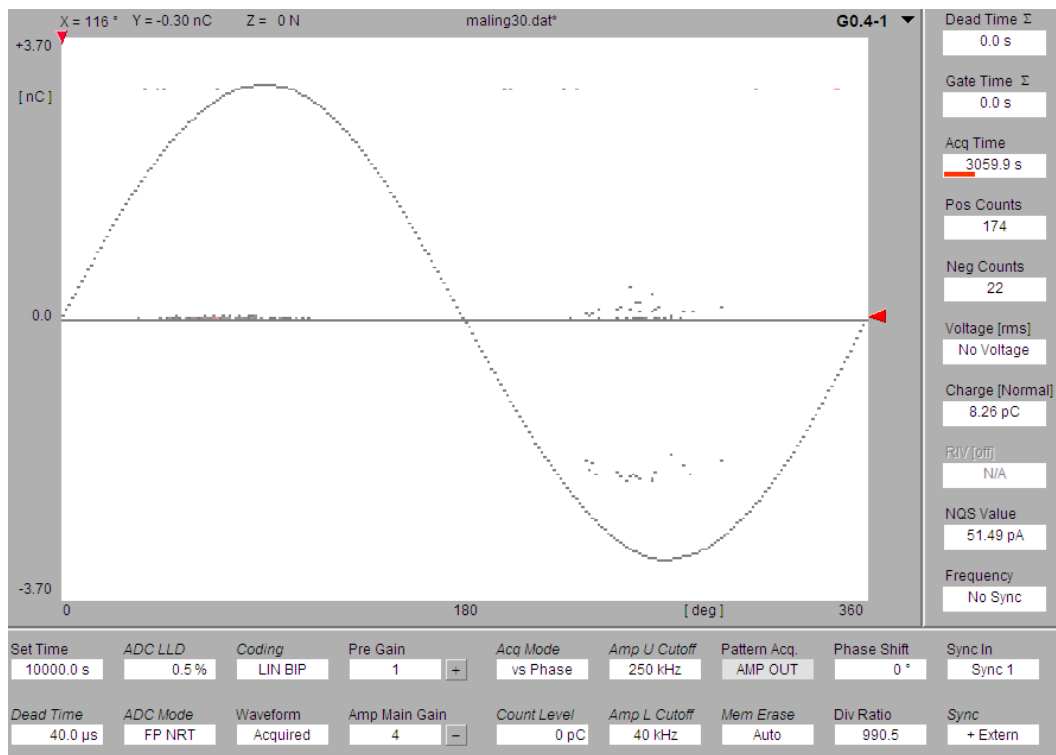 X = 116 ° Y = -0.30 nC Z = 0 N maling30.dat* G0.4-1
+3.70
[ nC ]
0.0
-3.70
0 180 [ deg ] 360
Dead Time Σ
0.0 s
Gate Time Σ
0.0 s
Acq Time
3059.9 s
Pos Counts
174
Neg Counts
22
Voltage [rms]
No Voltage
Charge [Normal]
8.26 pC
RIV [off]
N/A
NQS Value
51.49 pA
Frequency
No Sync
Set Time ADC LLD Coding Pre Gain Acq Mode Amp U Cutoff Pattern Acq. Phase Shift Sync In
10000.0 s 0.5 % LIN BIP 1 + vs Phase 250 kHz AMP OUT 0 ° Sync 1
Dead Time ADC Mode Waveform Amp Main Gain Count Level Amp L Cutoff Mem Erase Div Ratio Sync
40.0 µs FP NRT Acquired 4 − 0 pC 40 kHz Auto 990.5 + Extern